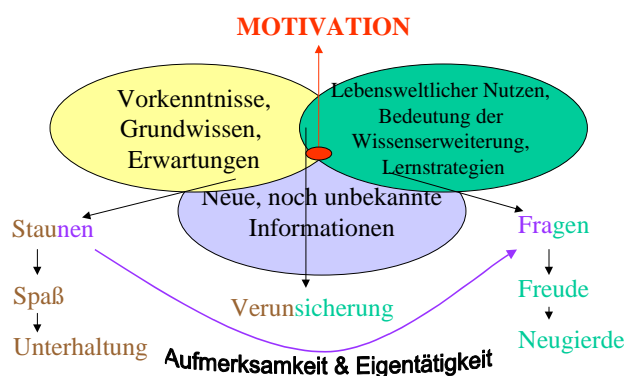 MOTIVATION
Vorkenntnisse,
Grundwissen,
Erwartungen
Lebensweltlicher Nutzen,
Bedeutung der
Wissenserweiterung,
Lernstrategien
Neue, noch unbekannte
Informationen
Staunen
Fragen
Spaß
Verunsicherung
Freude
Unterhaltung
Neugierde
Aufmerksamkeit & Eigentätigkeit